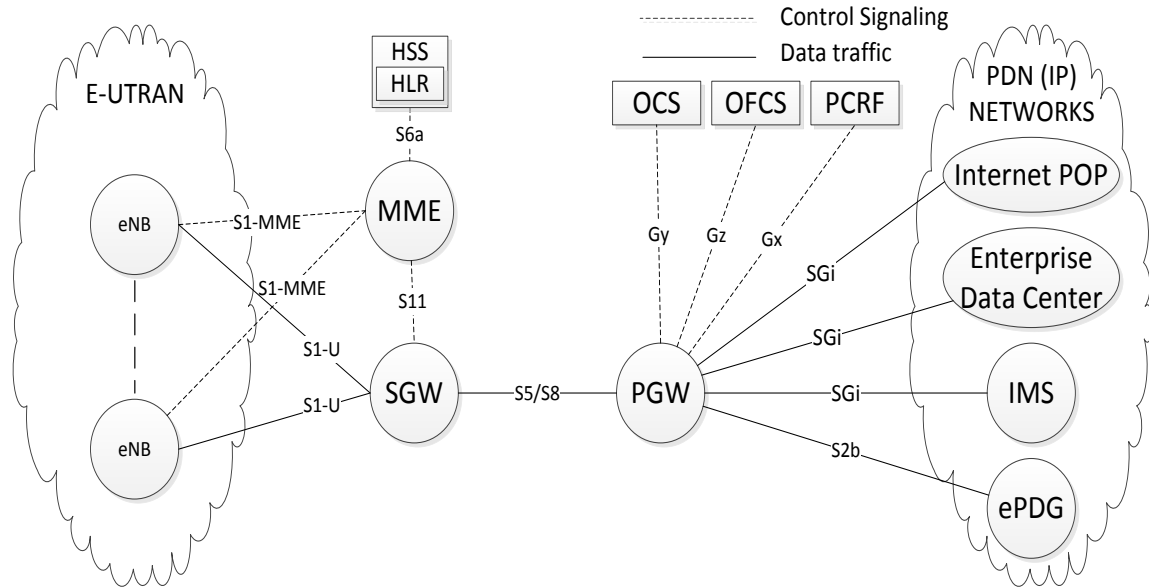 Control Signaling
Data traffic
E-UTRAN
HSS
HLR
OCS
OFCS
PCRF
PDN (IP)
NETWORKS
S6a
Internet POP
eNB
S1-MME
MME
Gy
Gz
Gx
SGi
Enterprise
Data Center
S1-MME
S11
S1-U
SGi
S1-U
SGW
S5/S8
PGW
SGi
IMS
eNB
S2b
ePDG